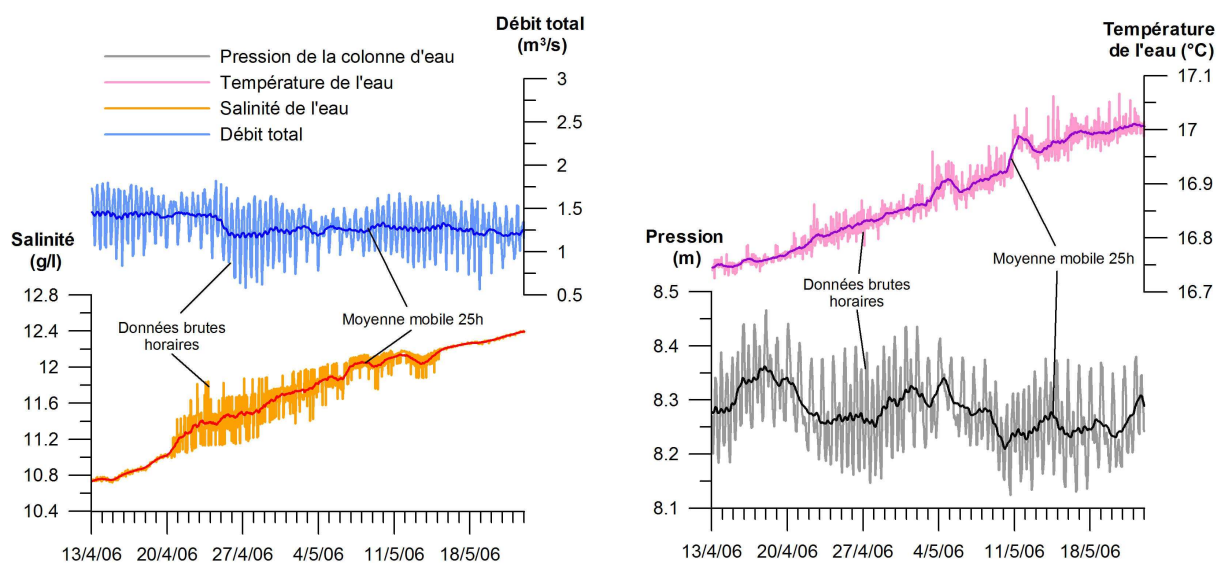 Débit total
(m³/s)
Pression de la colonne d'eau
Température de l'eau
Salinité de l'eau
Débit total
3
2.5
2
1.5
1
0.5
Salinité
(g/l)
12.8
12.4
12
11.6
11.2
10.8
10.4
Données brutes
horaires
Moyenne mobile 25h
13/4/06
20/4/06
27/4/06
4/5/06
11/5/06
18/5/06
Température
de l'eau (°C)
17.1
17
16.9
16.8
16.7
Pression
(m)
8.5
8.4
8.3
8.2
8.1
Moyenne mobile 25h
Données brutes
horaires
13/4/06
20/4/06
27/4/06
4/5/06
11/5/06
18/5/06